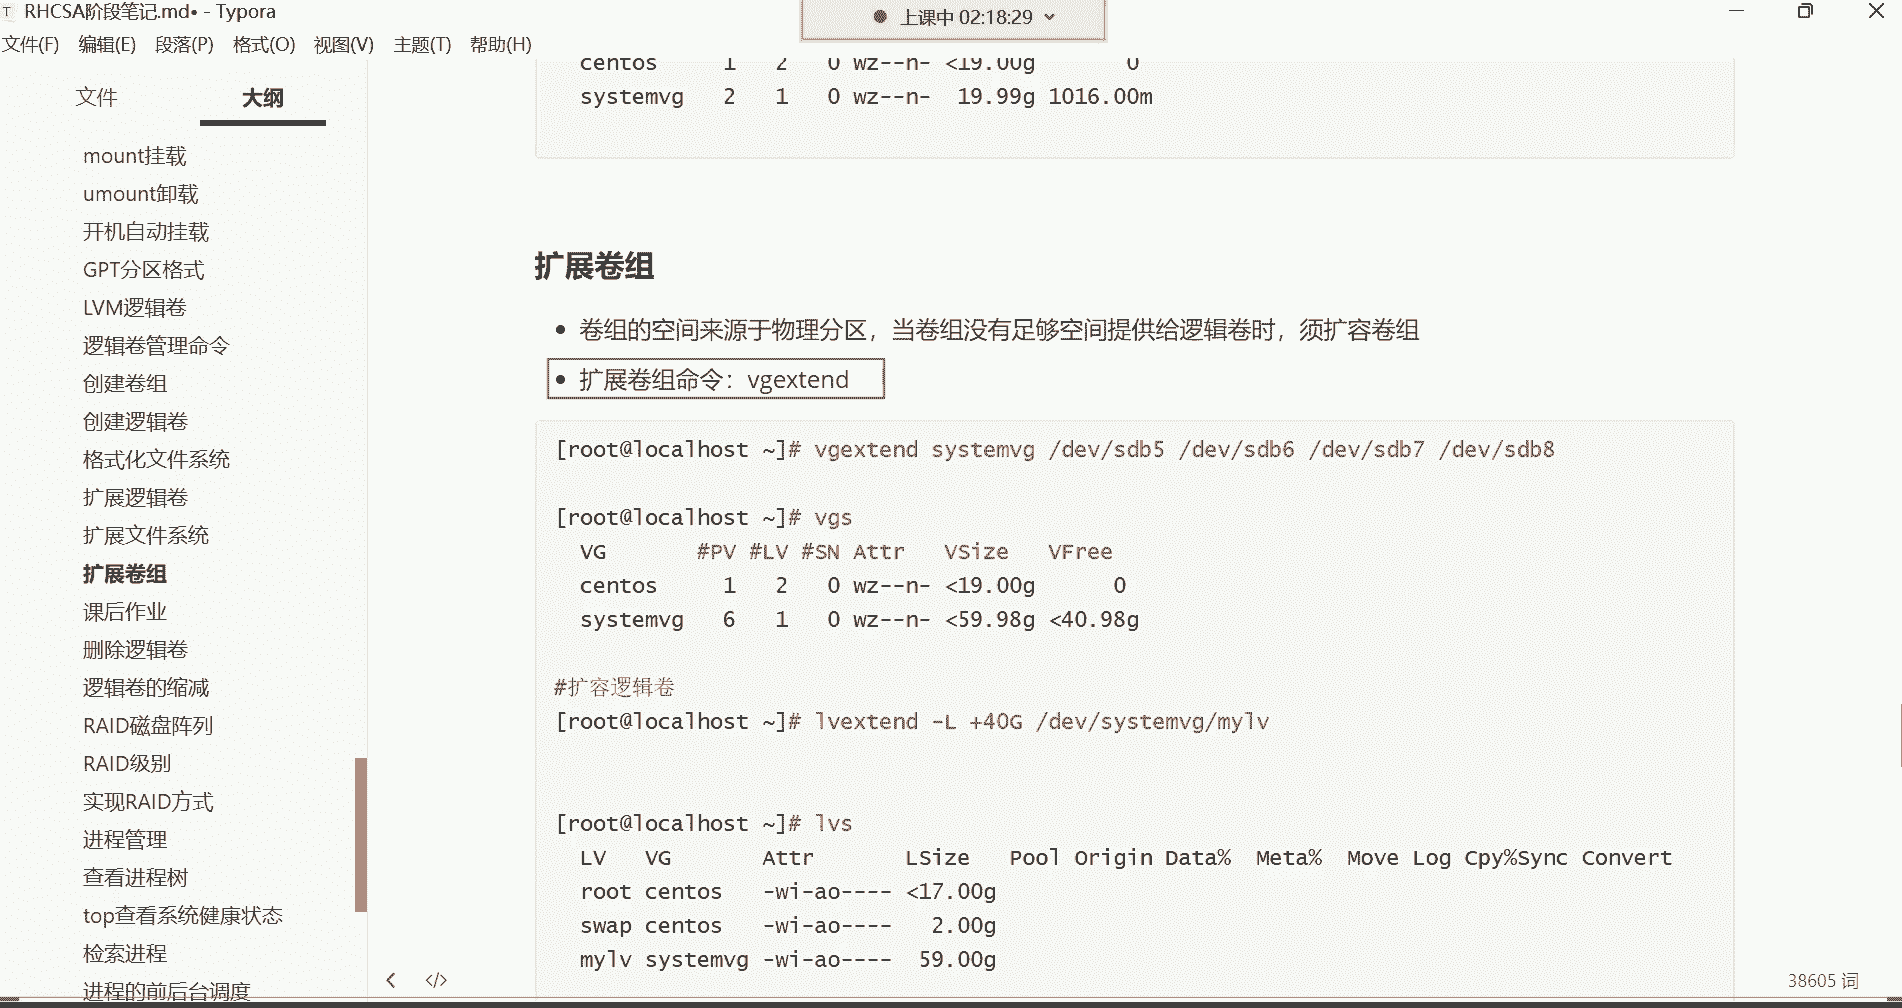 RHCSA阶段笔记.md• - Typora
上课中 02:18:29
文件(F) 编辑(E) 段落(P) 格式(O) 视图(V) 主题(T) 帮助(H)
文件 大纲
mount挂载
umount卸载
开机自动挂载
GPT分区格式
LVM逻辑卷
逻辑卷管理命令
创建卷组
创建逻辑卷
格式化文件系统
扩展逻辑卷
扩展文件系统
扩展卷组
课后作业
删除逻辑卷
逻辑卷的缩减
RAID磁盘阵列
RAID级别
实现RAID方式
进程管理
查看进程树
top查看系统健康状态
检索进程
进程的前后台调度
centos 1 2 0 wz--n- <19.00g 0
systemvg 2 1 0 wz--n- 19.99g 1016.00m
扩展卷组
• 卷组的空间来源于物理分区，当卷组没有足够空间提供给逻辑卷时，须扩容卷组
• 扩展卷组命令：vgextend
[root@localhost ~]# vgextend systemvg /dev/sdb5 /dev/sdb6 /dev/sdb7 /dev/sdb8
[root@localhost ~]# vgs
VG #PV #LV #SN Attr VSize VFree
centos 1 2 0 wz--n- <19.00g 0
systemvg 6 1 0 wz--n- <59.98g <40.98g
#扩容逻辑卷
[root@localhost ~]# lvextend -L +40G /dev/systemvg/mylv
[root@localhost ~]# lvs
LV VG Attr LSize Pool Origin Data% Meta% Move Log Cpy%Sync Convert
root centos -wi-ao---- <17.00g
swap centos -wi-ao---- 2.00g
mylv systemvg -wi-ao---- 59.00g
38605 词